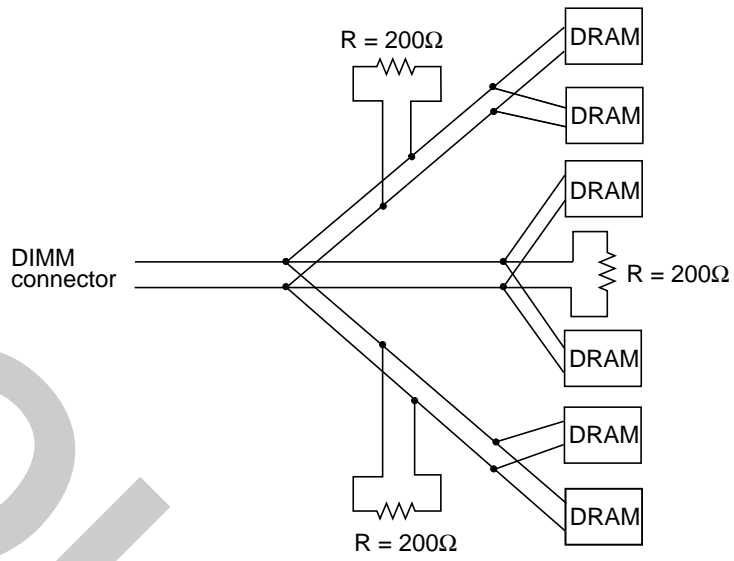 R = 200Ω
DRAM
DRAM
DRAM
DIMM
connector
R = 200Ω
DRAM
DRAM
R = 200Ω
DRAM